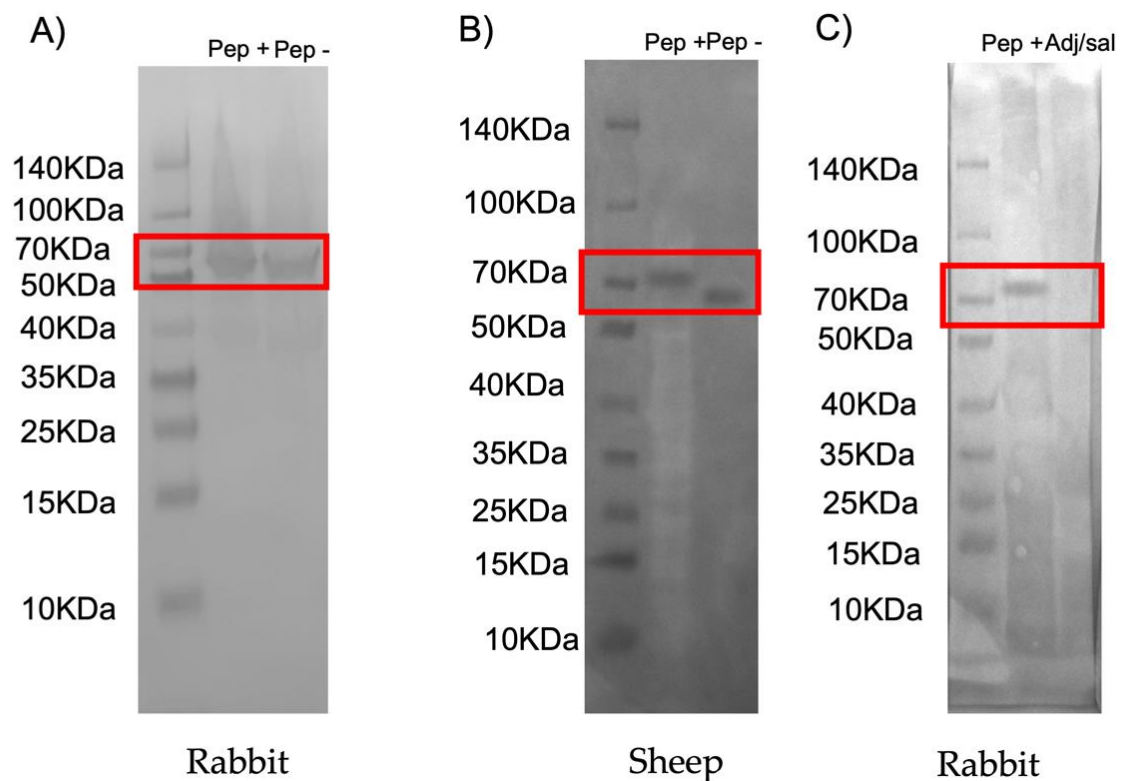 A)
Pep + Pep -
140KDa
100KDa
70KDa
50KDa
40KDa
35KDa
25KDa
15KDa
10KDa
Rabbit
B)
Pep +Pep -
140KDa
100KDa
70KDa
50KDa
40KDa
35KDa
25KDa
15KDa
10KDa
Sheep
C)
Pep +Adj/sal
140KDa
100KDa
70KDa
50KDa
40KDa
35KDa
25KDa
15KDa
10KDa
Rabbit